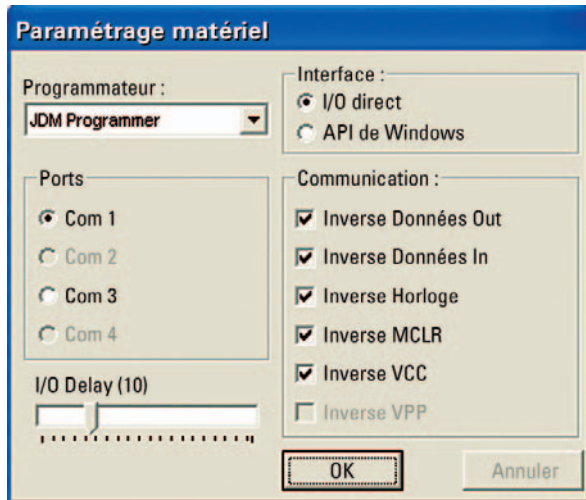 Paramétrage matériel
Programmateur :
JDM Programmer
Interface :
I/O direct
API de Windows
Ports
Com 1
Com 2
Com 3
Com 4
Communication :
Inverse Données Out
Inverse Données In
Inverse Horloge
Inverse MCLR
Inverse VCC
Inverse VPP
I/O Delay (10)
OK
Annuler